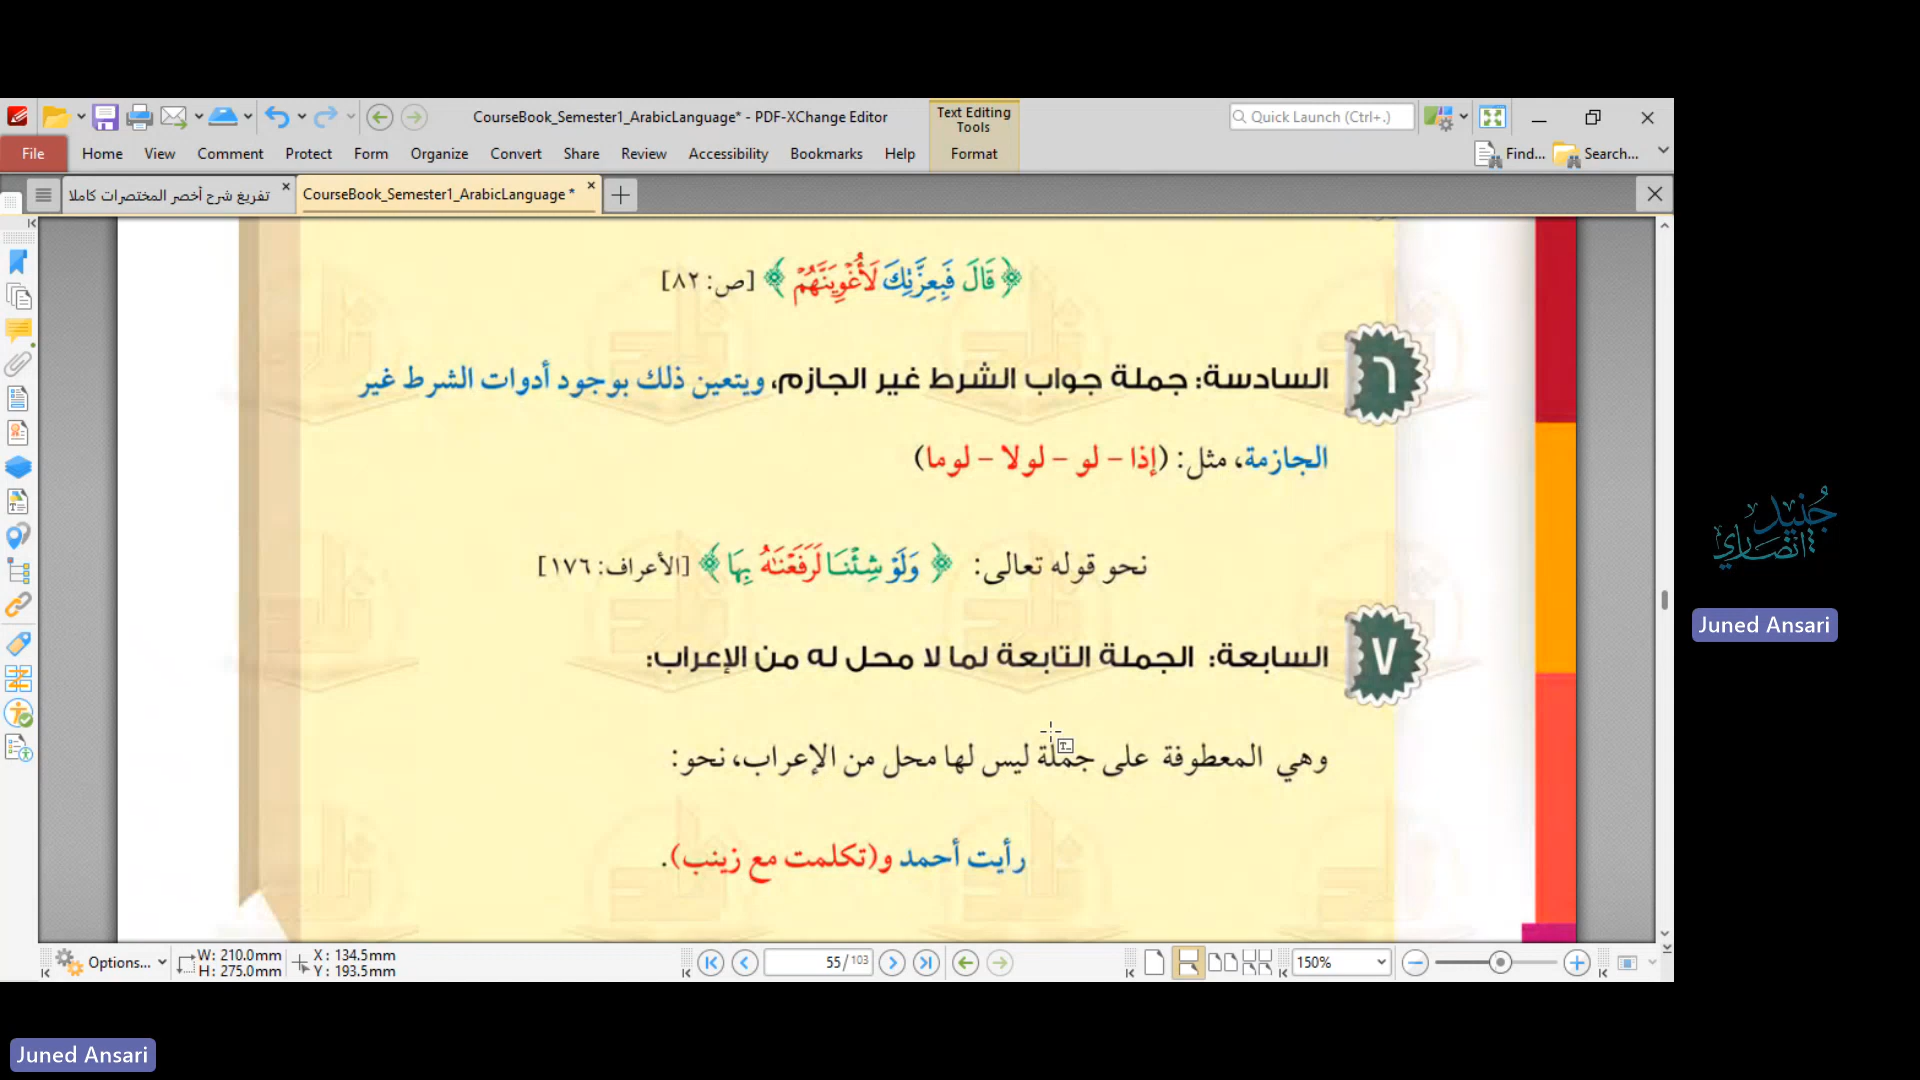 CourseBook_Semester1_ArabicLanguage* - PDF-XChange Editor
Text Editing Tools
Quick Launch (Ctrl+.)
File Home View Comment Protect Form Organize Convert Share Review Accessibility Bookmarks Help Format Find... Search...
تفريغ شرح أخصر المختصرات كاملا
CourseBook_Semester1_ArabicLanguage *
﴿ قَالَ فَبِعِزَّتِكَ لَأُغْوِيَنَّهُمْ ﴾ [ص: ٨٢]
٦
السادسة: جملة جواب الشرط غير الجازم، ويتعين ذلك بوجود أدوات الشرط غير
الجازمة، مثل: (إذا – لو – لولا – لوما)
نحو قوله تعالى: ﴿ وَلَوْ شِئْنَا لَرَفَعْنَٰهُ بِهَا ﴾ [الأعراف: ١٧٦]
٧
السابعة: الجملة التابعة لما لا محل له من الإعراب:
وهي المعطوفة على جملة ليس لها محل من الإعراب، نحو:
رأيت أحمد و(تكلمت مع زينب).
جُنيد انصاري
Juned Ansari
Options...
W: 210.0mm
H: 275.0mm
X: 134.5mm
Y: 193.5mm
55/103
150%
Juned Ansari